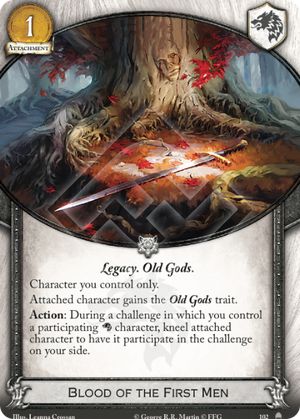 1
ATTACHMENT
Legacy. Old Gods.
Character you control only.
Attached character gains the Old Gods trait.
Action: During a challenge in which you control
a participating character, kneel attached
character to have it participate in the challenge
on your side.
BLOOD OF THE FIRST MEN
Illus. Leanna Crossan
© George R.R. Martin © FFG
102